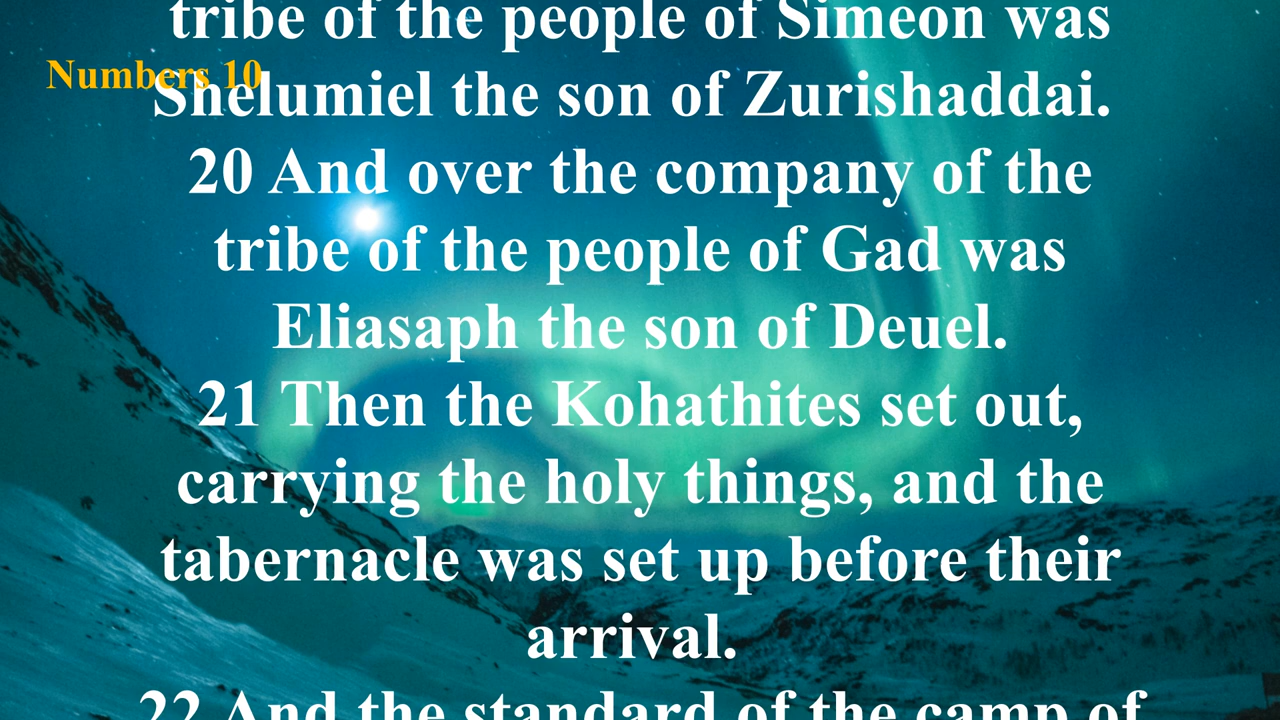 tribe of the people of Simeon was
Numbers 10
Shelumiel the son of Zurishaddai.
20 And over the company of the
tribe of the people of Gad was
Eliasaph the son of Deuel.
21 Then the Kohathites set out,
carrying the holy things, and the
tabernacle was set up before their
arrival.
22 And the standard of the camp of